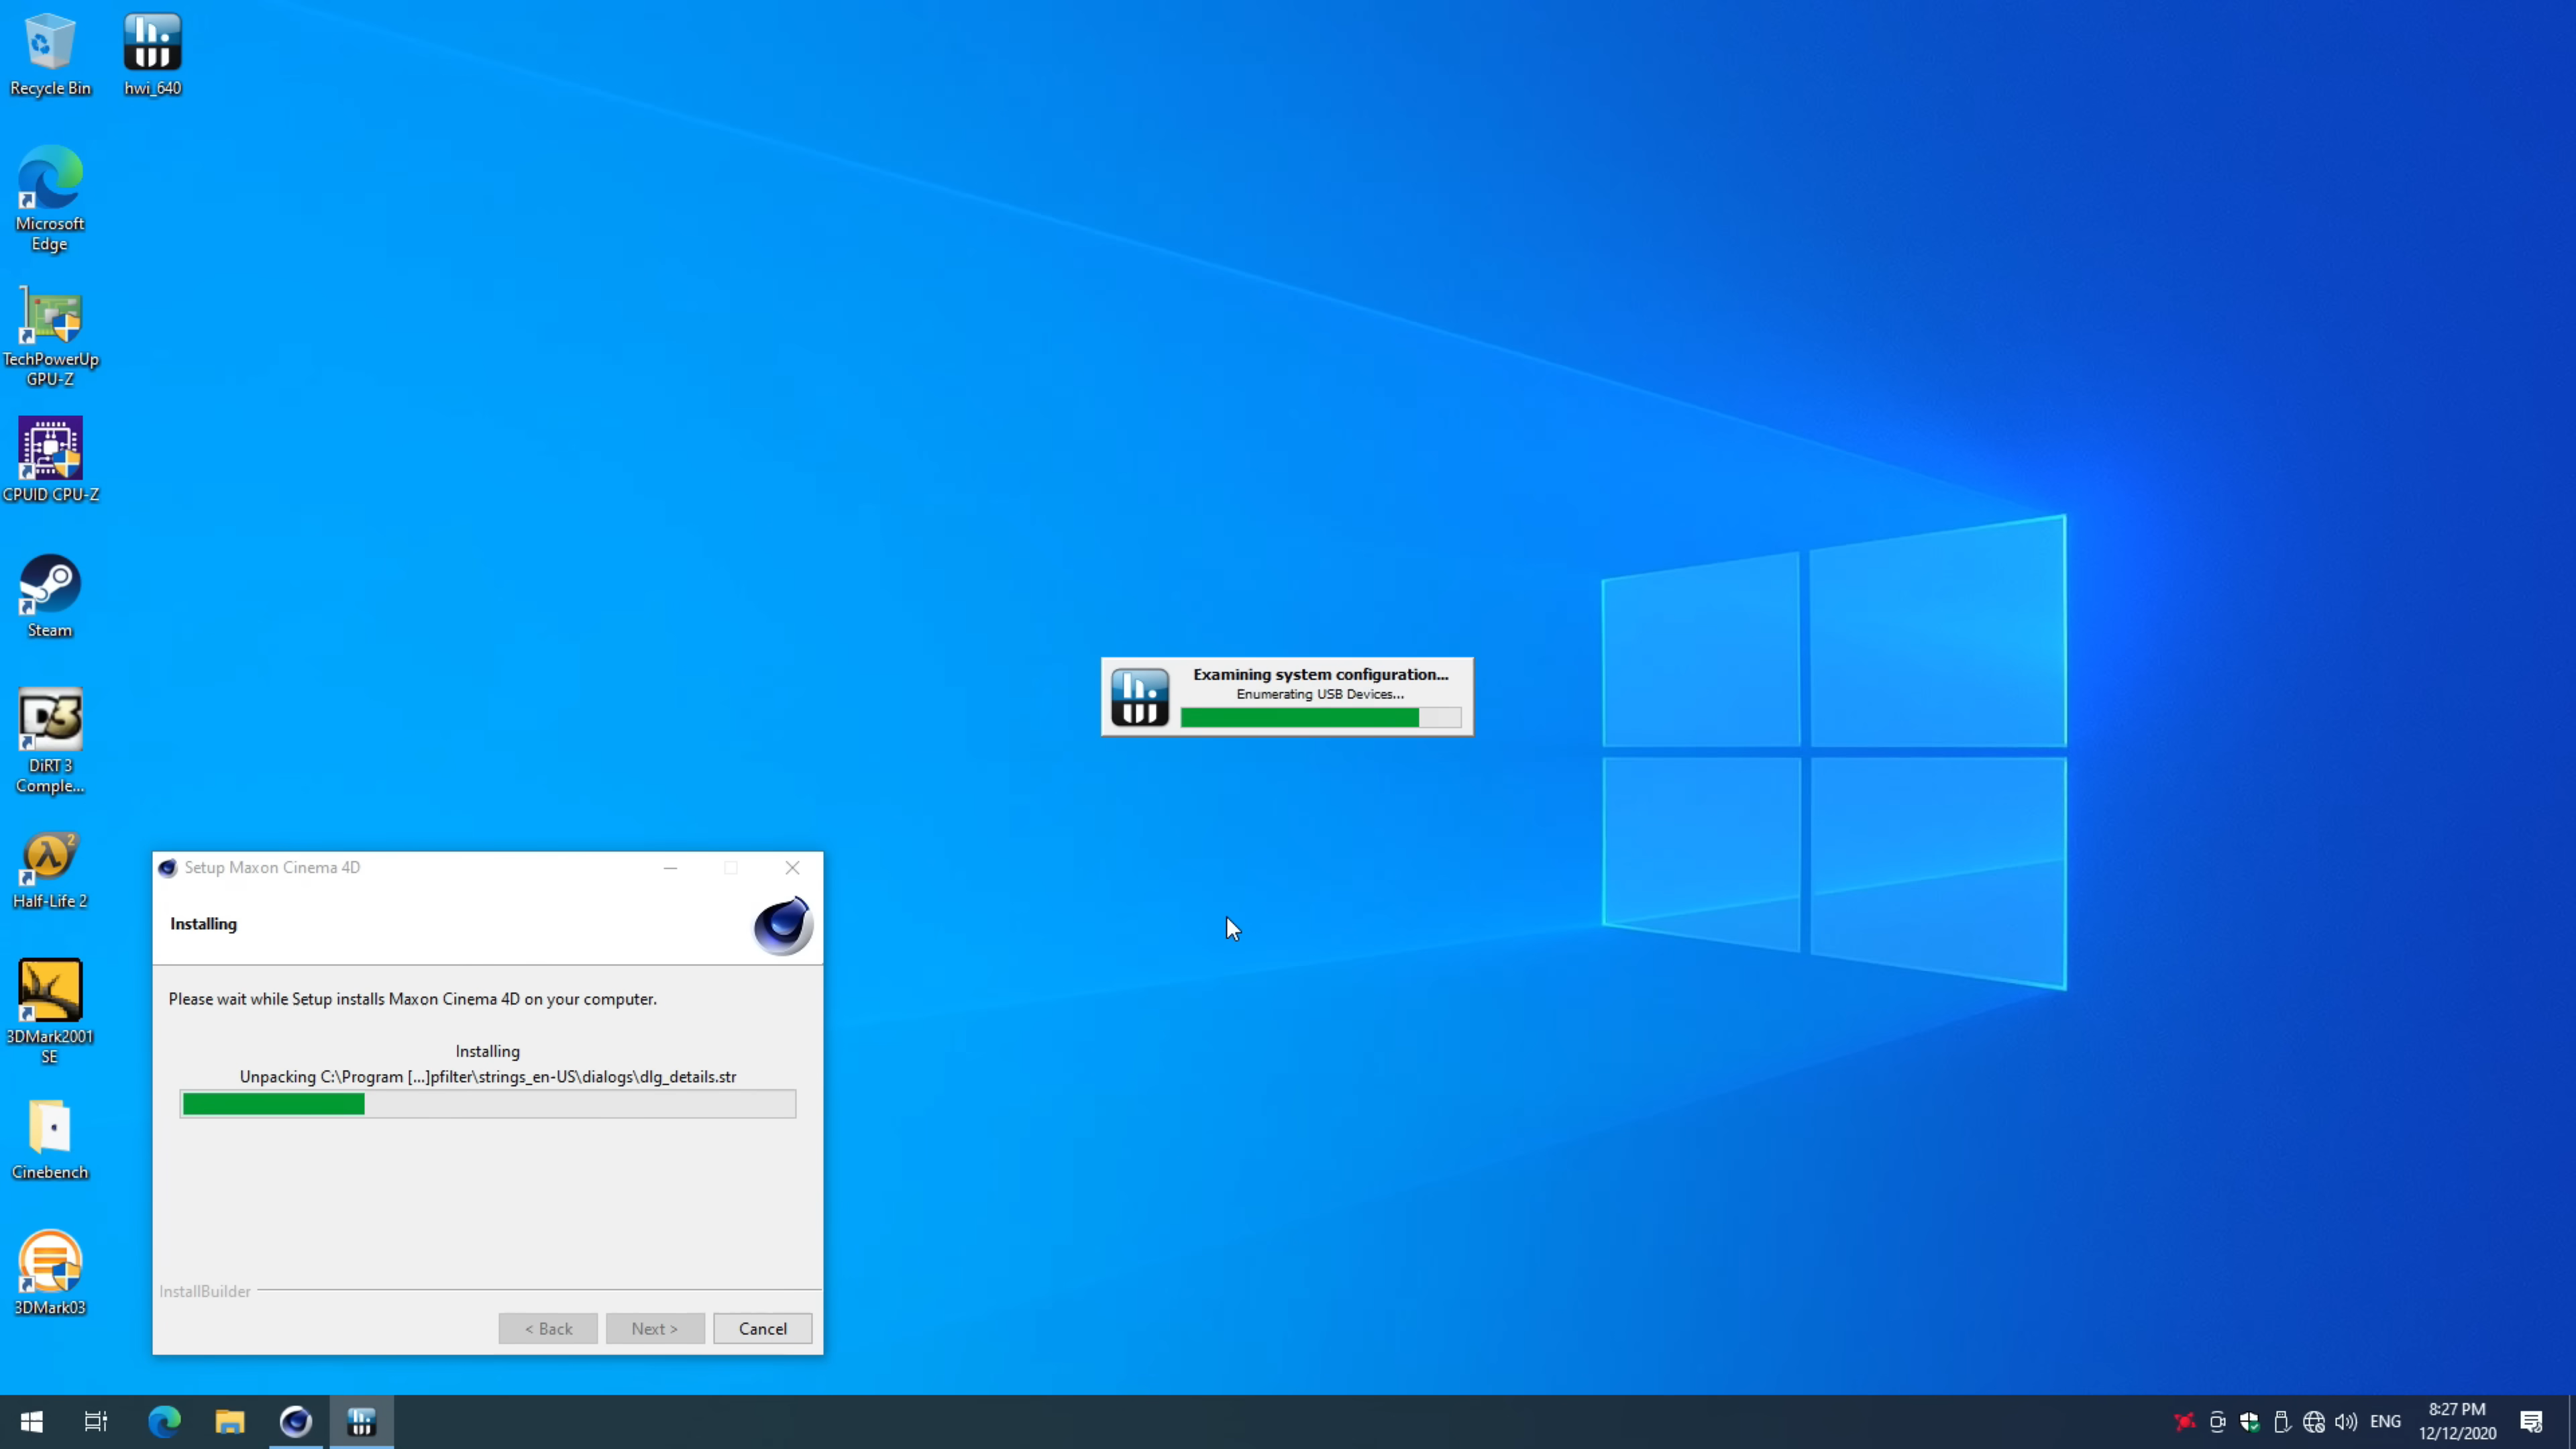 Recycle Bin
hwi_640
Microsoft
Edge
TechPowerUp
GPU-Z
CPUID CPU-Z
Steam
D3
DiRT 3
Comple...
2
Half-Life 2
3DMark2001
SE
Cinebench
3DMark03
Examining system configuration...
Enumerating USB Devices...
Setup Maxon Cinema 4D
Installing
Please wait while Setup installs Maxon Cinema 4D on your computer.
Installing
Unpacking C:\Program [...]pfilter\strings_en-US\dialogs\dlg_details.str
InstallBuilder
< Back
Next >
Cancel
ENG
8:27 PM
12/12/2020